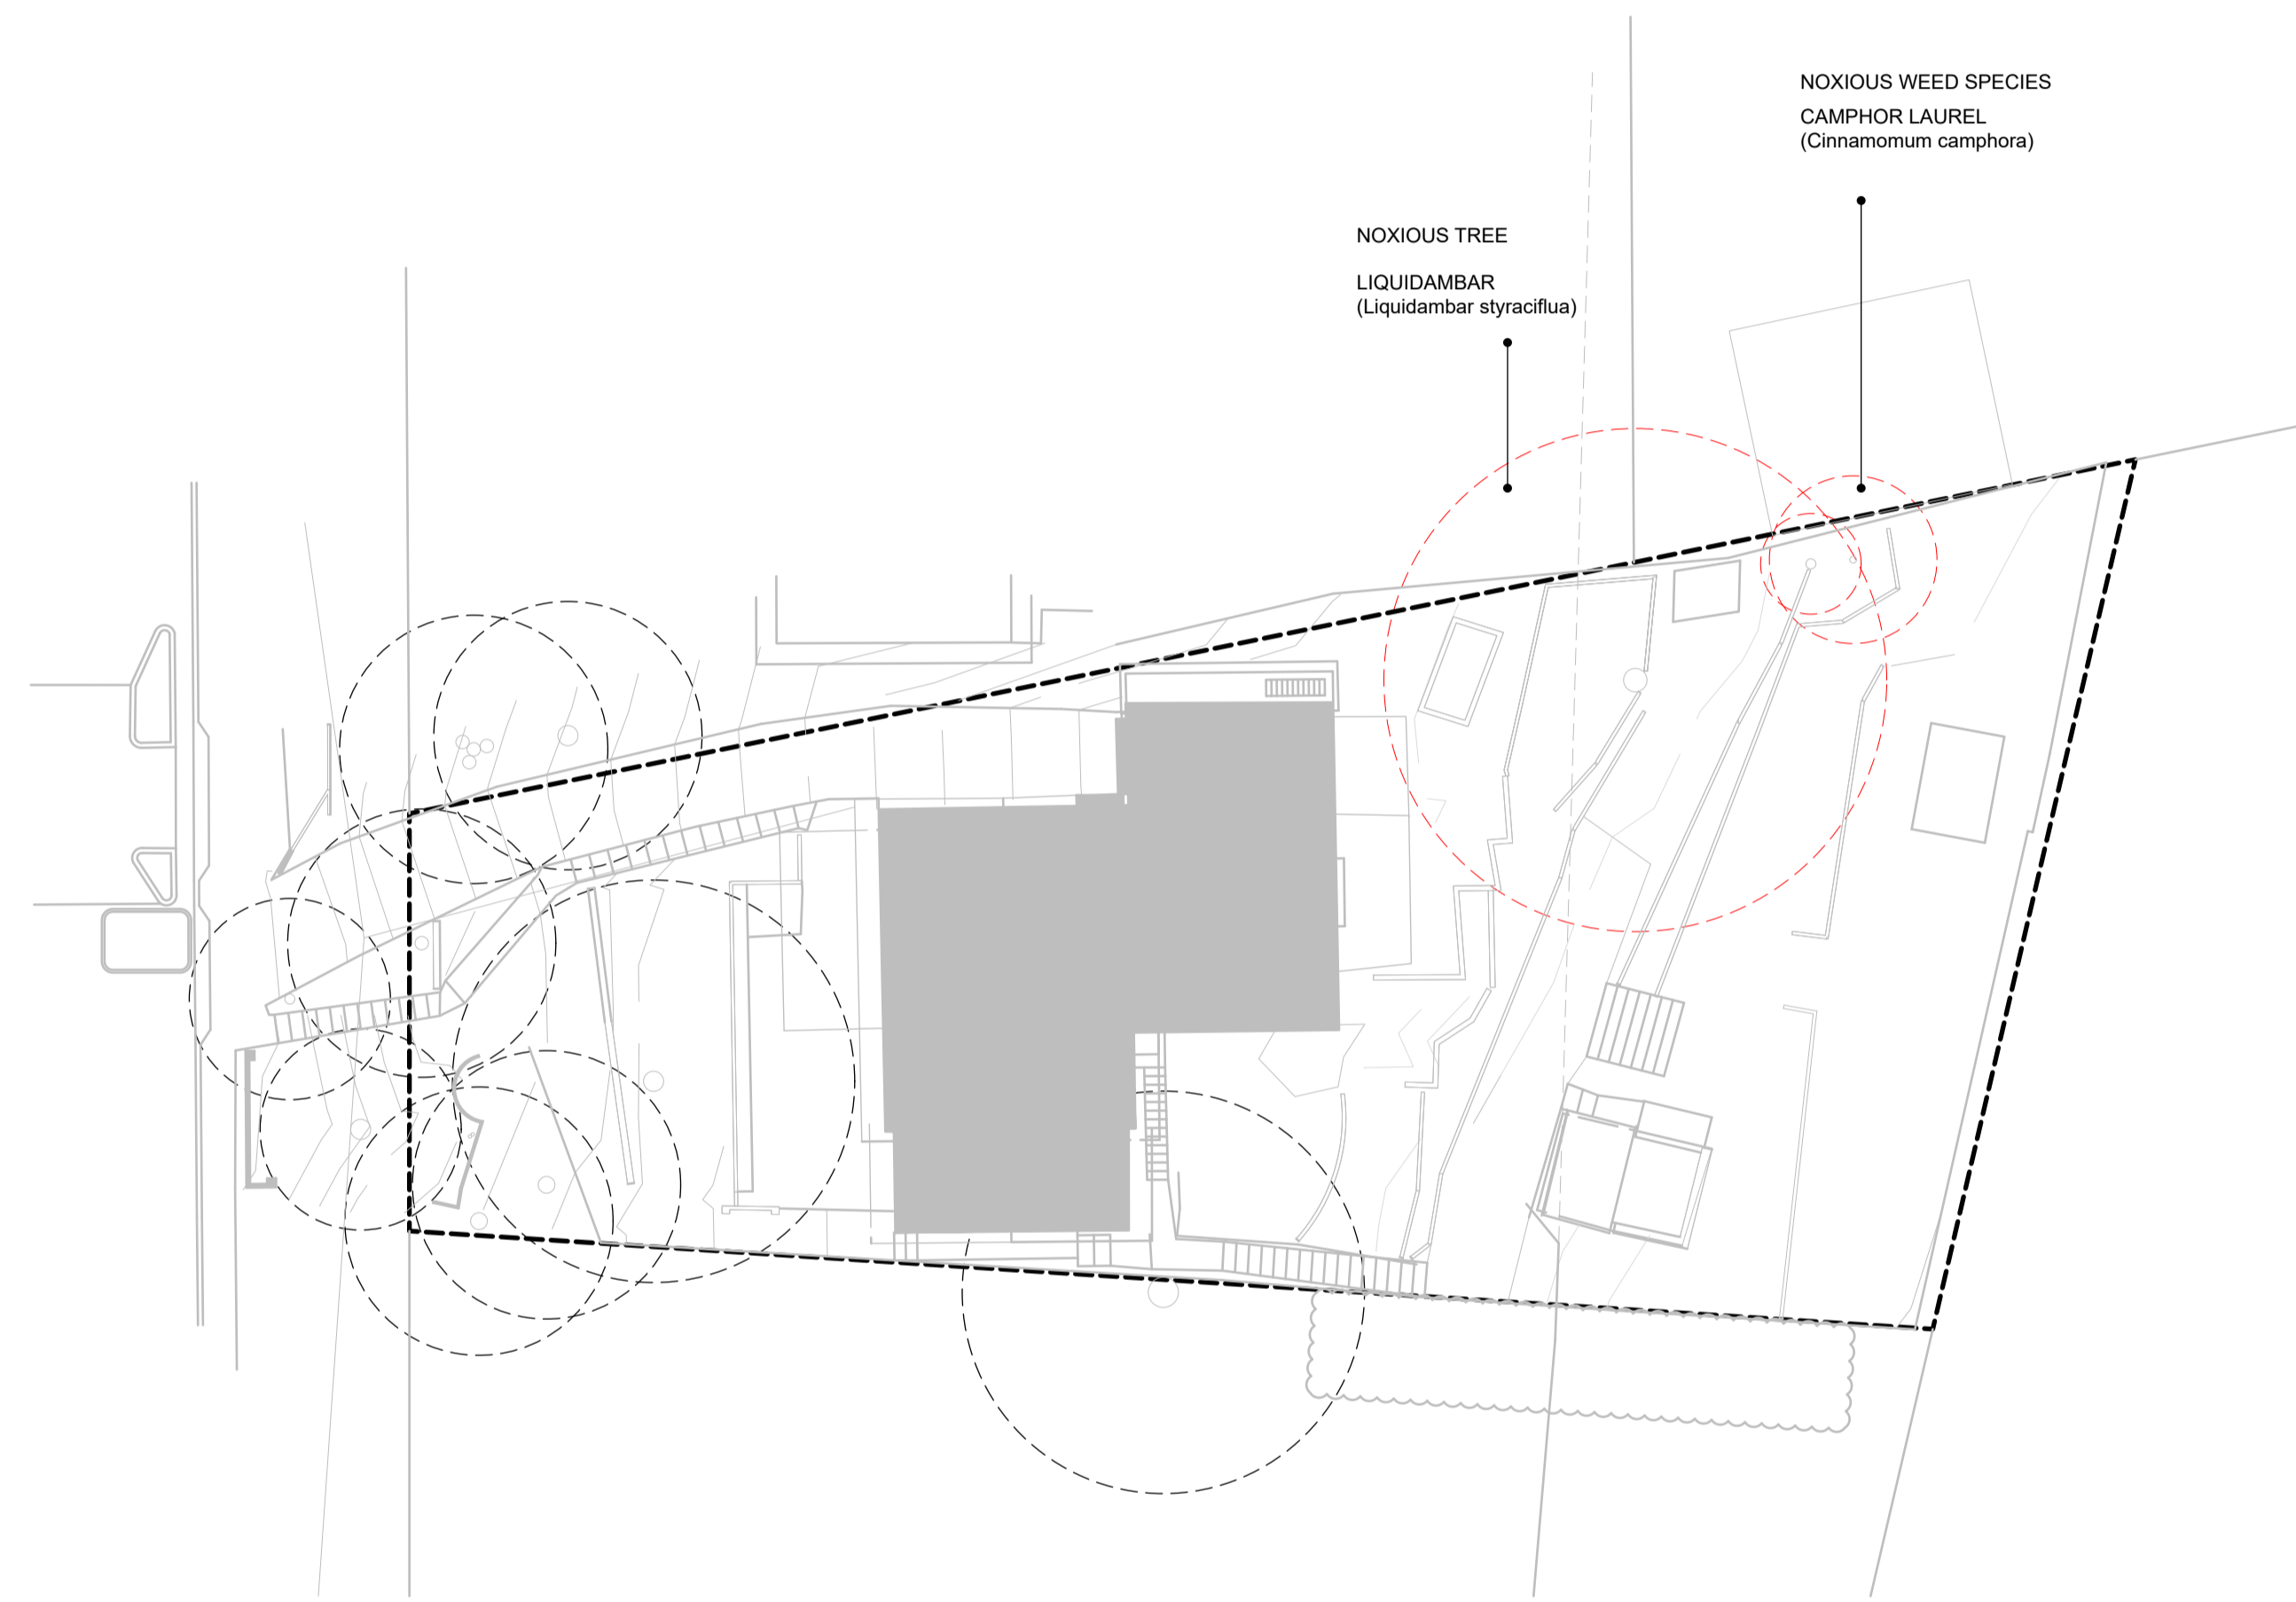 NOXIOUS WEED SPECIES
CAMPHOR LAUREL
(Cinnamomum camphora)
NOXIOUS TREE
LIQUIDAMBAR
(Liquidambar styraciflua)